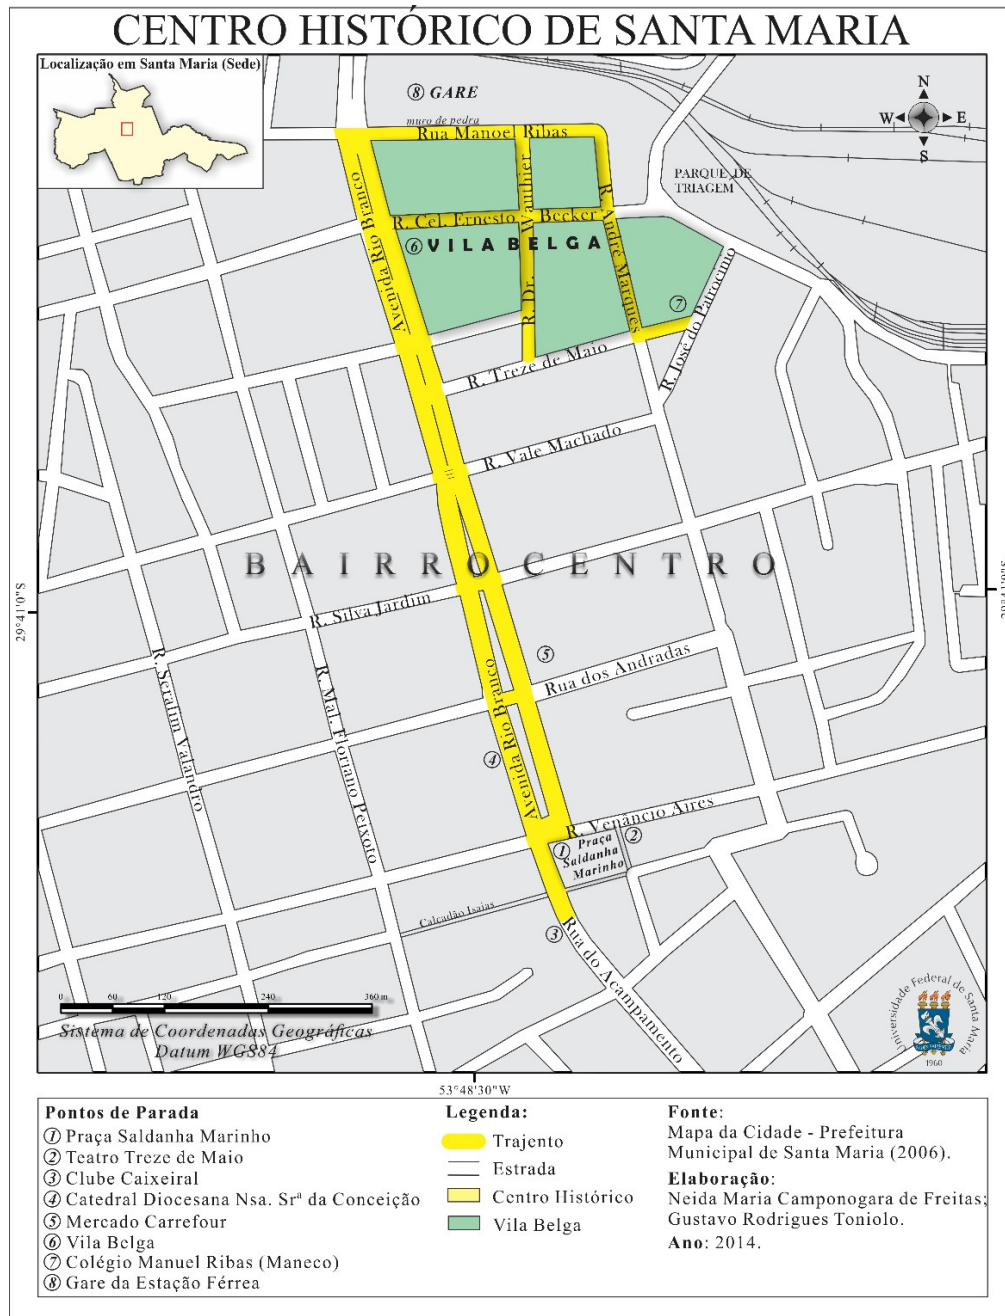 CENTRO HISTÓRICO DE SANTA MARIA
Localização em Santa Maria (Sede)
⑧ GARE
muro de pedra
Rua Manoel Ribas
N
W E
S
PARQUE DE
TRIAGEM
Avenida Rio Branco
R. Cel. Ernesto Becker
R. Dr. Wauthier
R. André Marques
⑥ VILA BELGA
⑦
R. José do Patrocínio
R. Treze de Maio
R. Vale Machado
BAIRRO CENTRO
29°41'0"S
R. Silva Jardim
R. Serafim Valandro
R. Mal. Floriano Peixoto
Avenida Rio Branco
⑤
Rua dos Andradas
④
R. Venâncio Aires
① Praça
Saldanha
Marinho
②
Calçadão Isaias
③
Rua do Acampamento
0 60 120 240 360 m
Sistema de Coordenadas Geográficas
Datum WGS84
Universidade Federal de Santa Maria
1960
53°48'30"W
Pontos de Parada
① Praça Saldanha Marinho
② Teatro Treze de Maio
③ Clube Caixeiral
④ Catedral Diocesana Nsa. Srª da Conceição
⑤ Mercado Carrefour
⑥ Vila Belga
⑦ Colégio Manuel Ribas (Maneco)
⑧ Gare da Estação Férrea
Legenda:
Trajento
Estrada
Centro Histórico
Vila Belga
Fonte:
Mapa da Cidade - Prefeitura
Municipal de Santa Maria (2006).
Elaboração:
Neida Maria Camponogara de Freitas;
Gustavo Rodrigues Toniolo.
Ano: 2014.